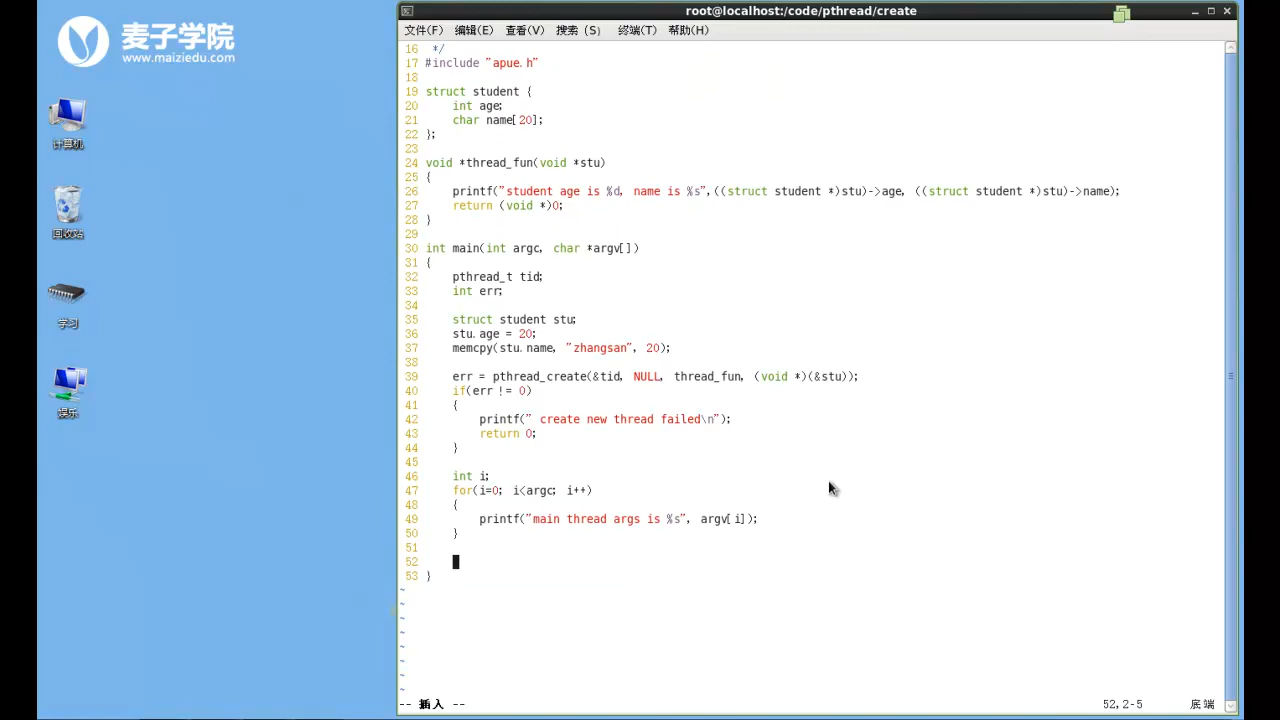 麦子学院
www.maiziedu.com
计算机
回收站
学习
娱乐
root@localhost:/code/pthread/create
文件(F) 编辑(E) 查看(V) 搜索 (S) 终端(T) 帮助(H)
16 */
17 #include "apue.h"
18
19 struct student {
20 int age;
21 char name[20];
22 };
23
24 void *thread_fun(void *stu)
25 {
26 printf("student age is %d, name is %s",((struct student *)stu)->age, ((struct student *)stu)->name);
27 return (void *)0;
28 }
29
30 int main(int argc, char *argv[])
31 {
32 pthread_t tid;
33 int err;
34
35 struct student stu;
36 stu.age = 20;
37 memcpy(stu.name, "zhangsan", 20);
38
39 err = pthread_create(&tid, NULL, thread_fun, (void *)(&stu));
40 if(err != 0)
41 {
42 printf(" create new thread failed\n");
43 return 0;
44 }
45
46 int i;
47 for(i=0; i<argc; i++)
48 {
49 printf("main thread args is %s", argv[i]);
50 }
51
52
53 }
~
~
~
~
~
~
~
~
-- 插入 -- 52,2-5 底端